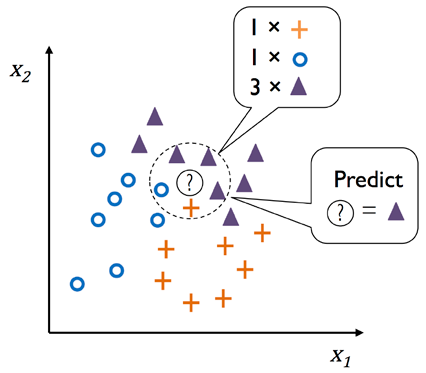 1 × +
1 × o
3 × ▲
x₂
?
Predict
? = ▲
x₁